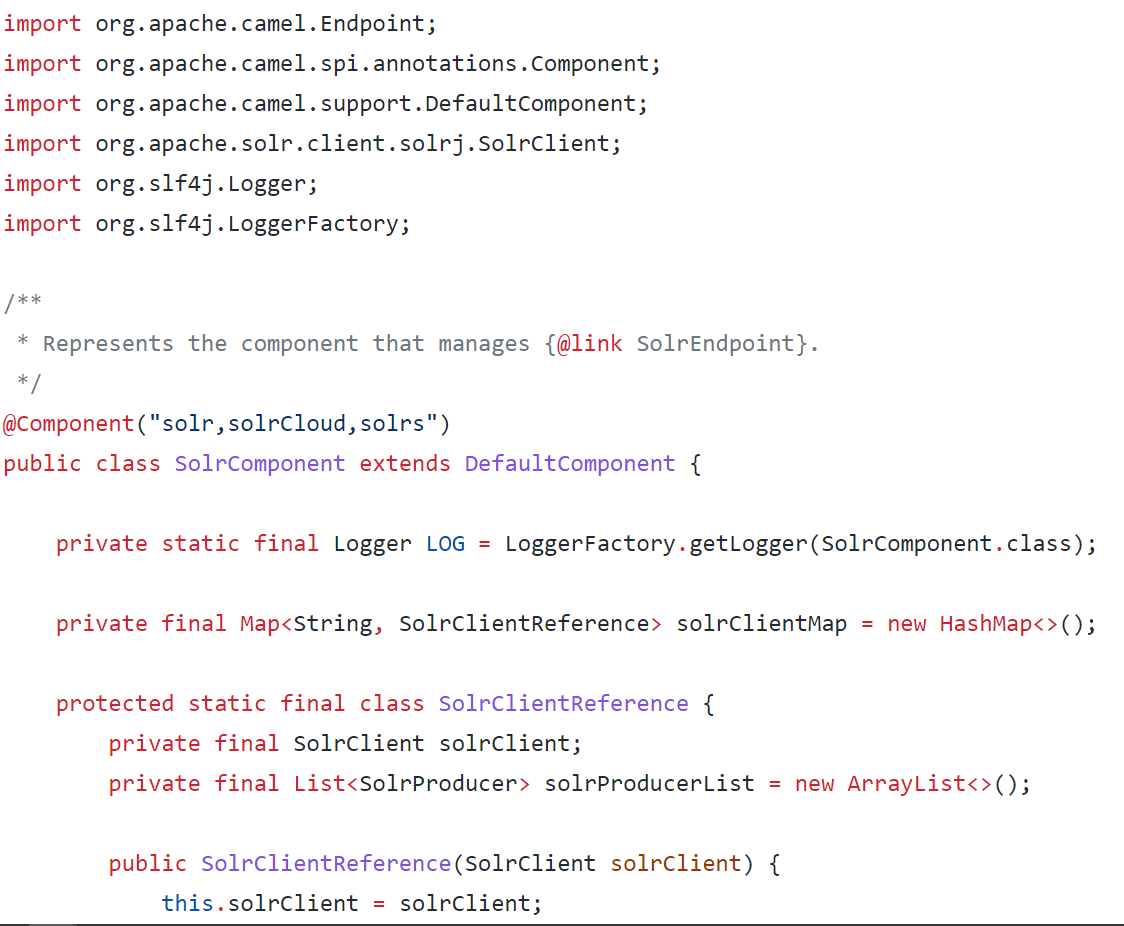 import org.apache.camel.Endpoint;
import org.apache.camel.spi.annotations.Component;
import org.apache.camel.support.DefaultComponent;
import org.apache.solr.client.solrj.SolrClient;
import org.slf4j.Logger;
import org.slf4j.LoggerFactory;

/**
 * Represents the component that manages {@link SolrEndpoint}.
 */
@Component("solr,solrCloud,solrs")
public class SolrComponent extends DefaultComponent {

    private static final Logger LOG = LoggerFactory.getLogger(SolrComponent.class);

    private final Map<String, SolrClientReference> solrClientMap = new HashMap<>();

    protected static final class SolrClientReference {
        private final SolrClient solrClient;
        private final List<SolrProducer> solrProducerList = new ArrayList<>();

        public SolrClientReference(SolrClient solrClient) {
            this.solrClient = solrClient;